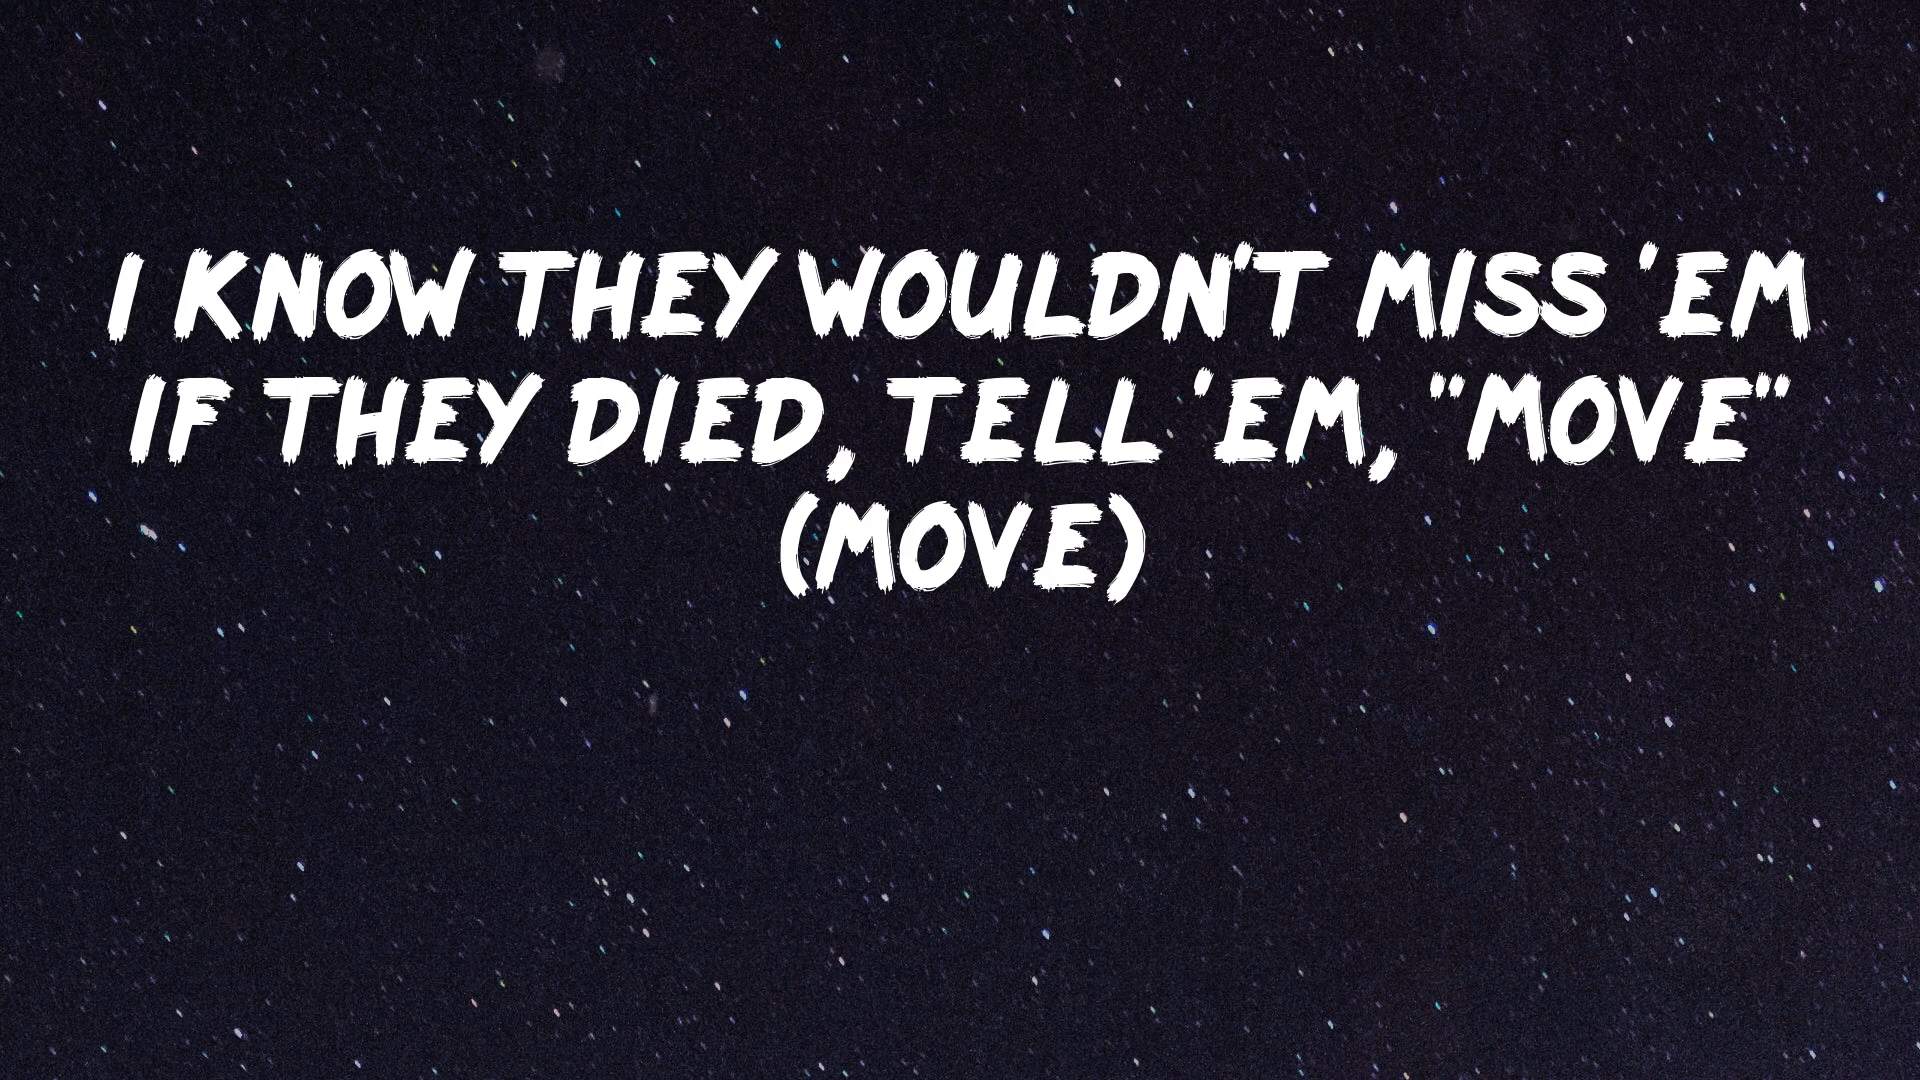 I KNOW THEY WOULDN'T MISS 'EM
IF THEY DIED, TELL 'EM, "MOVE"
(MOVE)